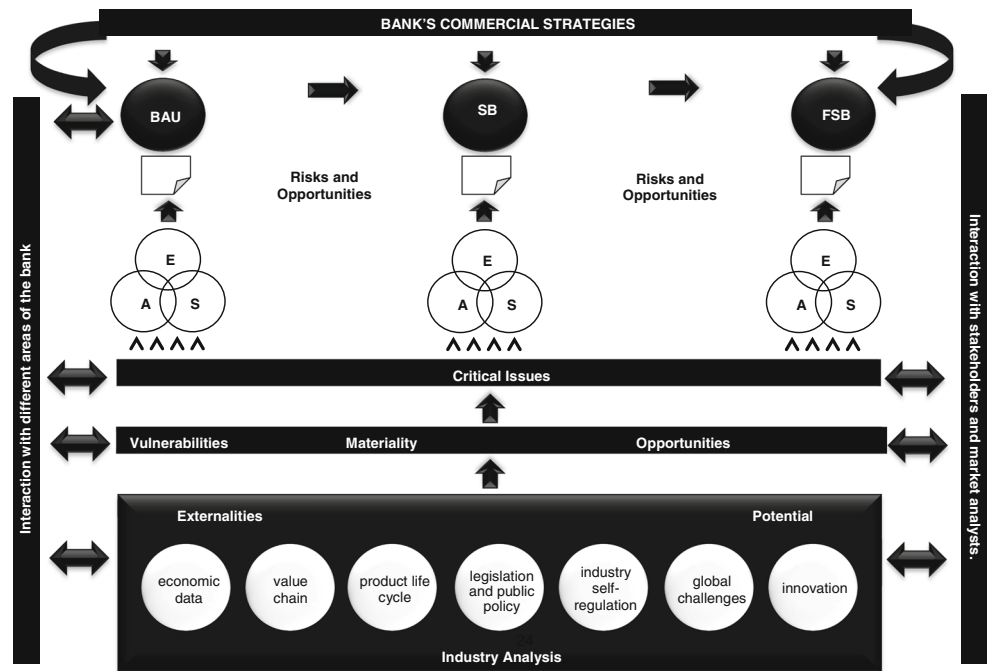 BANK'S COMMERCIAL STRATEGIES
BAU
SB
FSB
Risks and
Opportunities
Risks and
Opportunities
E
A
S
E
A
S
E
A
S
Interaction with different areas of the bank
Interaction with stakeholders and market analysts.
Critical Issues
Vulnerabilities
Materiality
Opportunities
Externalities
Potential
economic
data
value
chain
product life
cycle
legislation
and public
policy
industry
self-
regulation
global
challenges
innovation
24
Industry Analysis